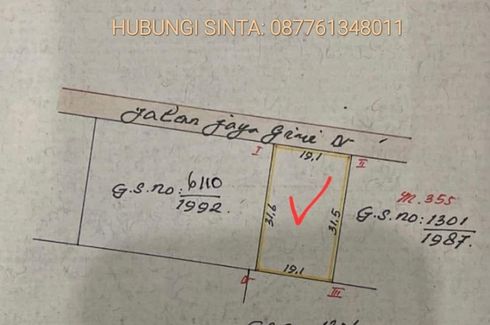 HUBUNGI SINTA: 087761348011
Jalan Jaya Giri IV
I
19,1
II
G.S.no: 6110
1992.
31.6
31.5
M. 355
G.S. no: 1301
1987.
19,1
IV
III